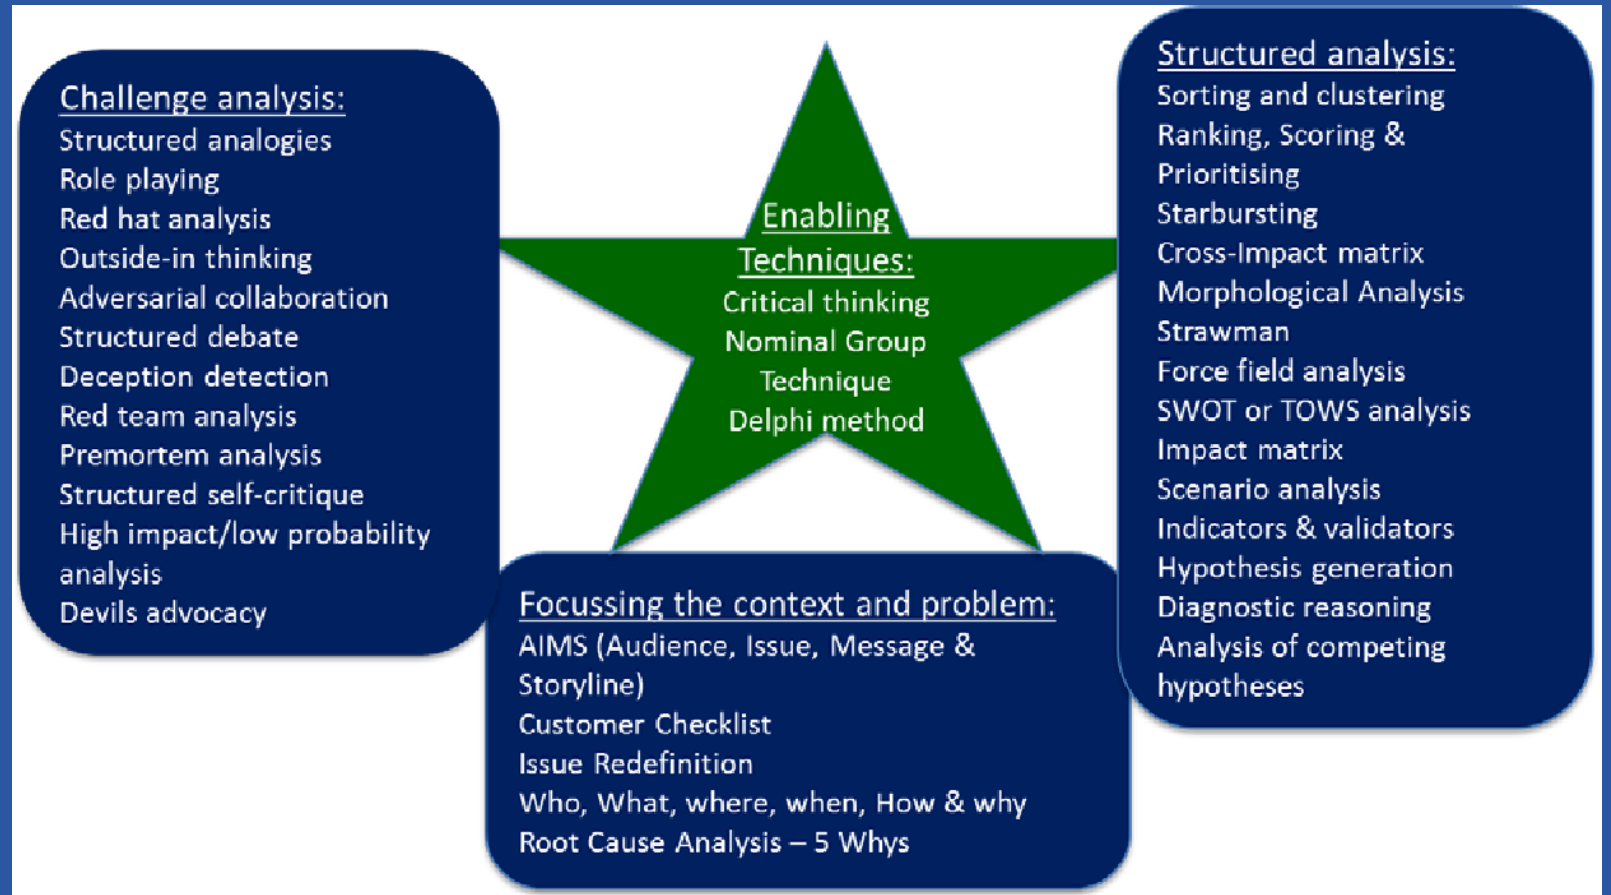 Challenge analysis:
Structured analogies
Role playing
Red hat analysis
Outside-in thinking
Adversarial collaboration
Structured debate
Deception detection
Red team analysis
Premortem analysis
Structured self-critique
High impact/low probability
analysis
Devils advocacy
Enabling
Techniques:
Critical thinking
Nominal Group
Technique
Delphi method
Structured analysis:
Sorting and clustering
Ranking, Scoring &
Prioritising
Starbursting
Cross-Impact matrix
Morphological Analysis
Strawman
Force field analysis
SWOT or TOWS analysis
Impact matrix
Scenario analysis
Indicators & validators
Hypothesis generation
Diagnostic reasoning
Analysis of competing
hypotheses
Focussing the context and problem:
AIMS (Audience, Issue, Message &
Storyline)
Customer Checklist
Issue Redefinition
Who, What, where, when, How & why
Root Cause Analysis – 5 Whys